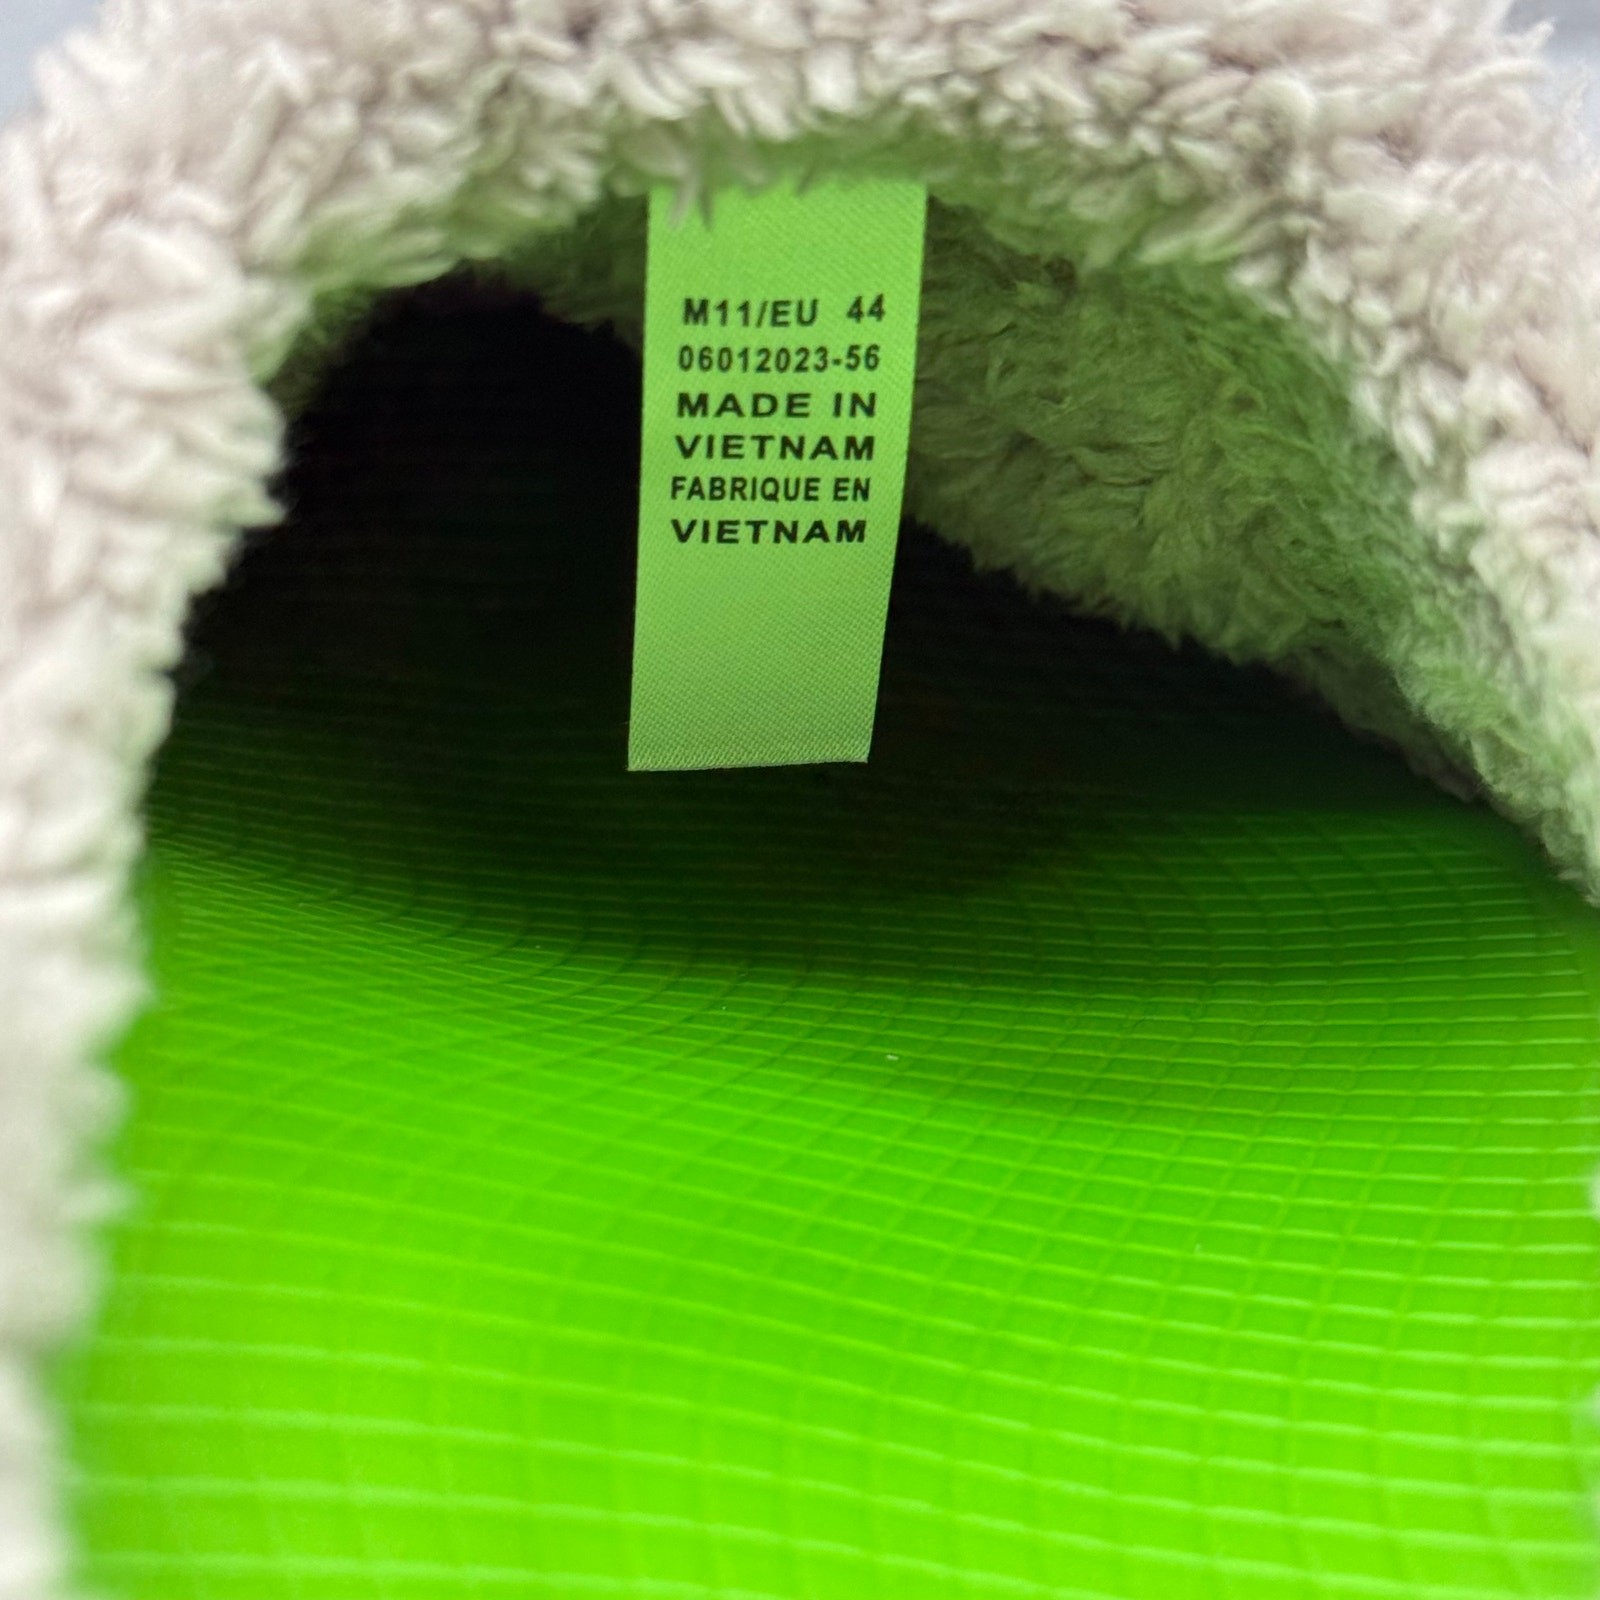 M11/EU 44
06012023-56
MADE IN
VIETNAM
FABRIQUE EN
VIETNAM